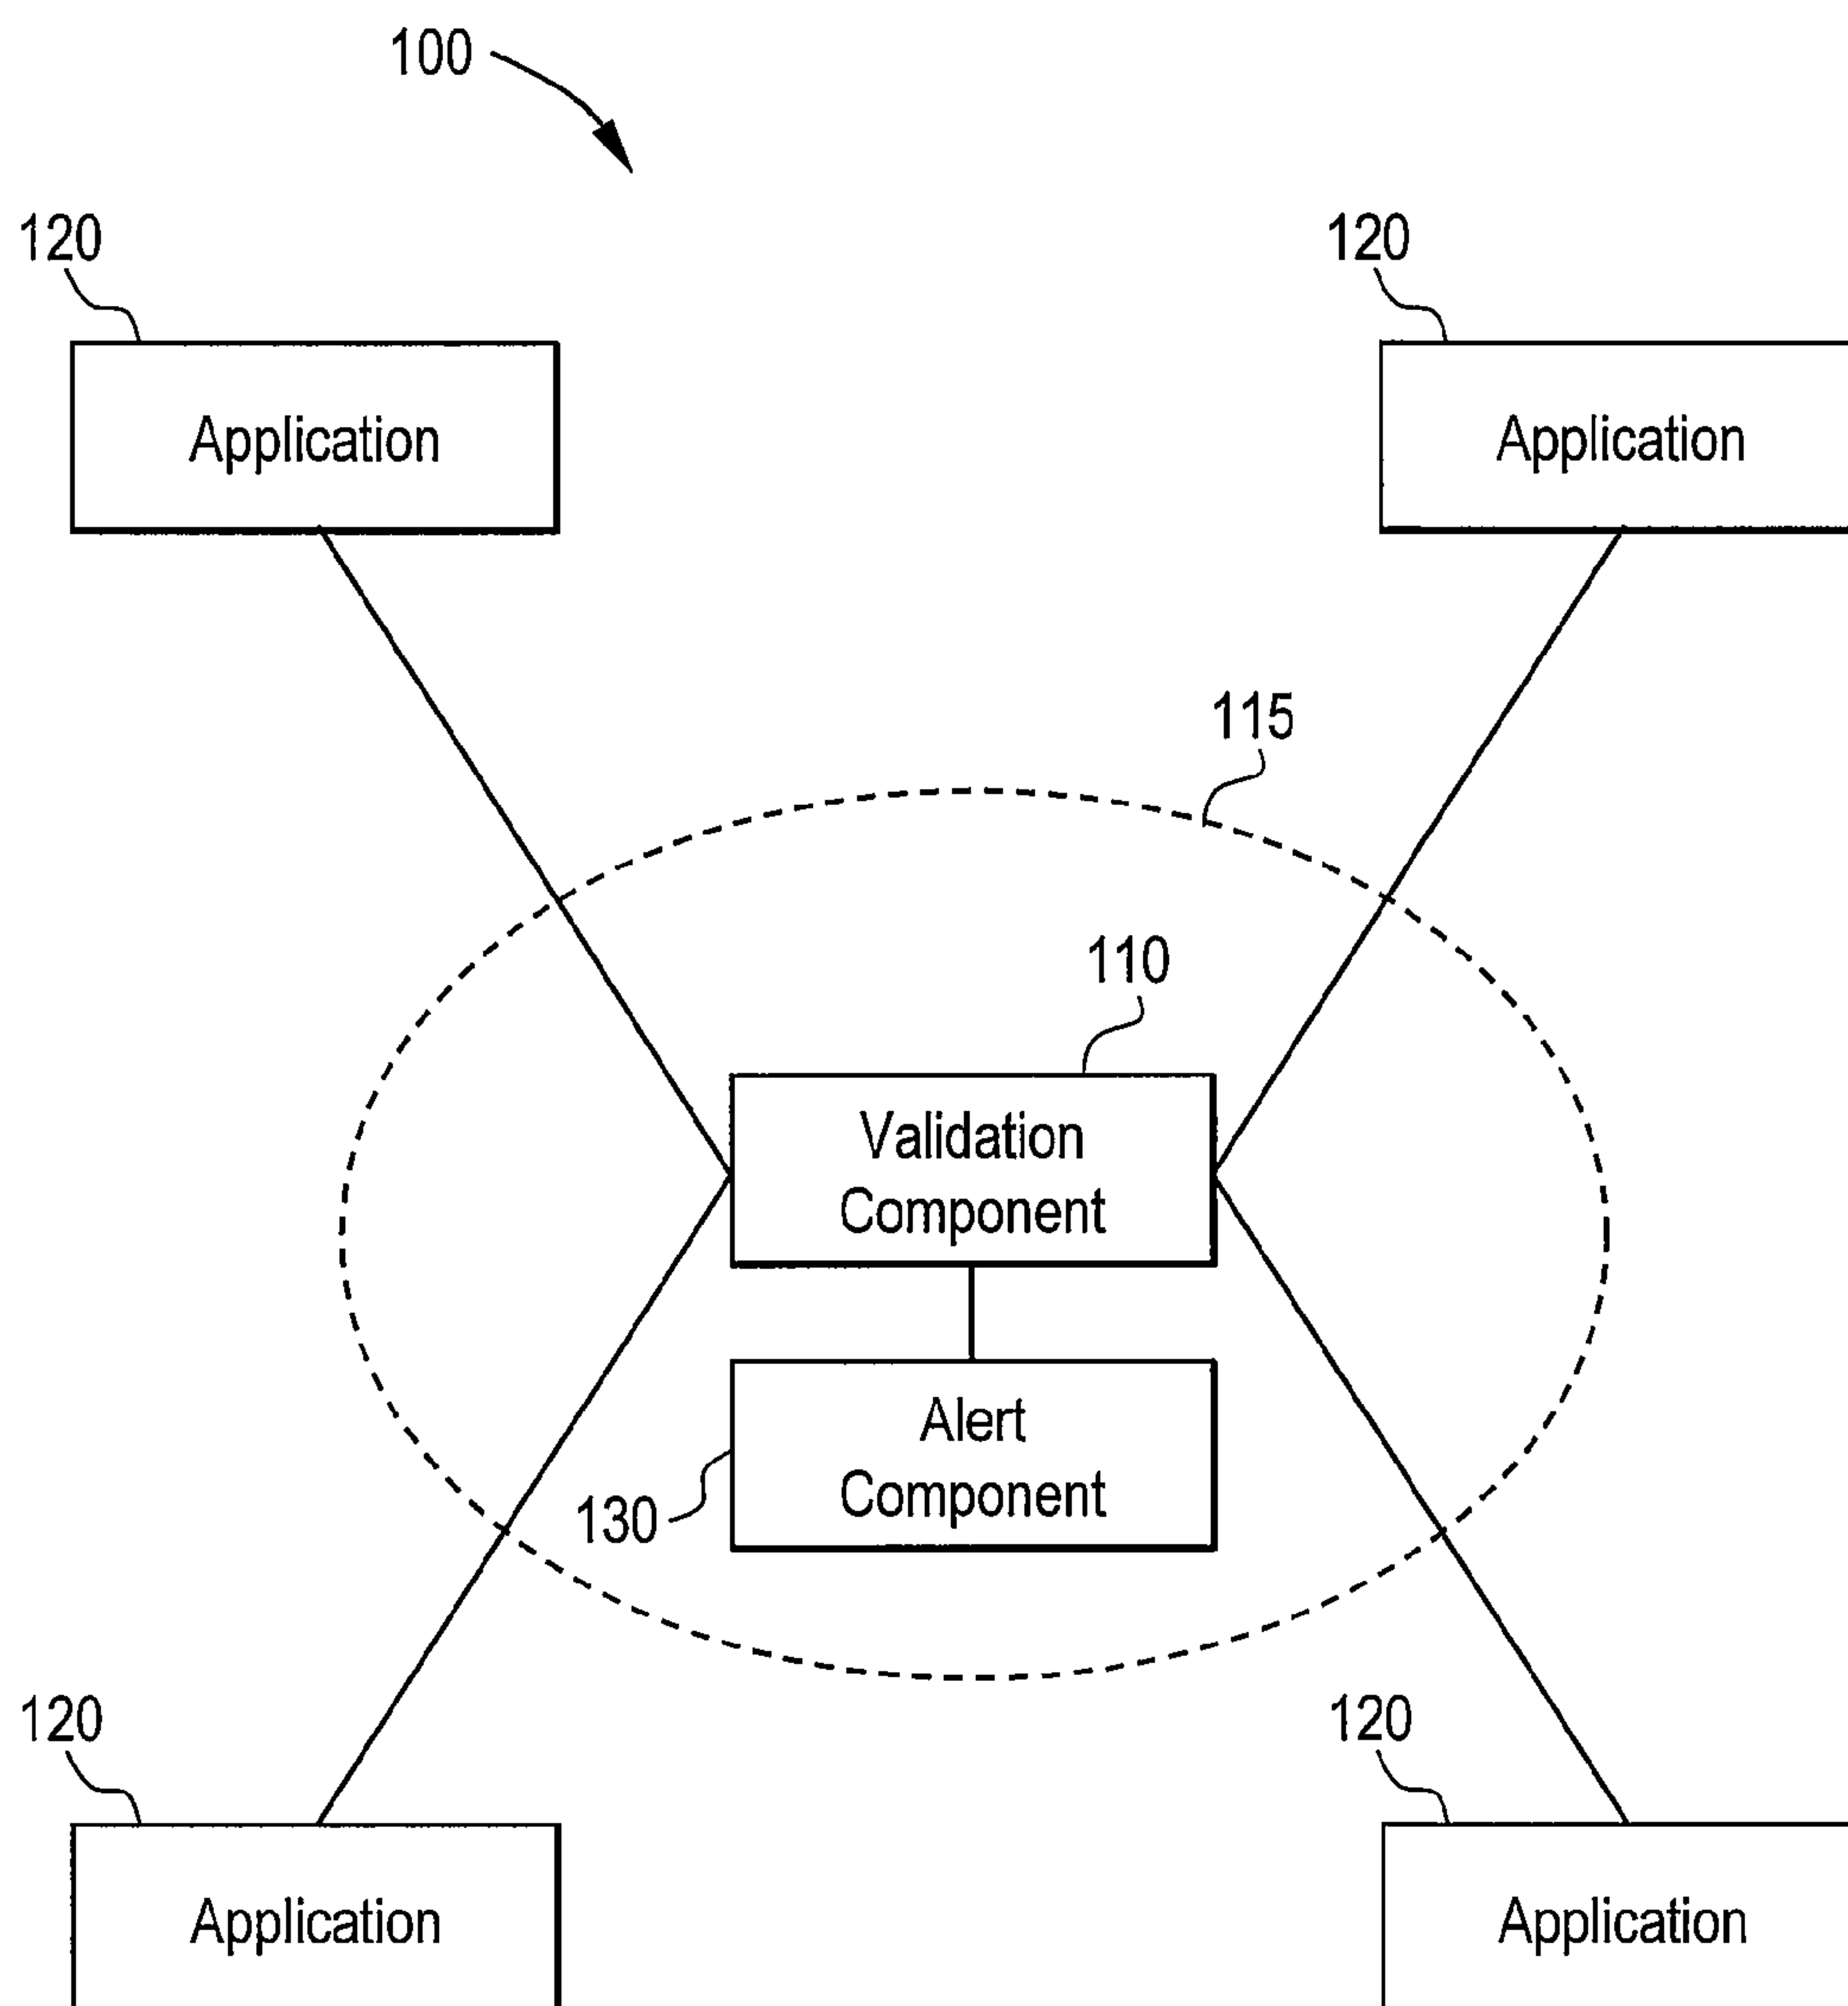 100
120
120
Application
Application
115
110
Validation
Component
Alert
Component
130
120
120
Application
Application